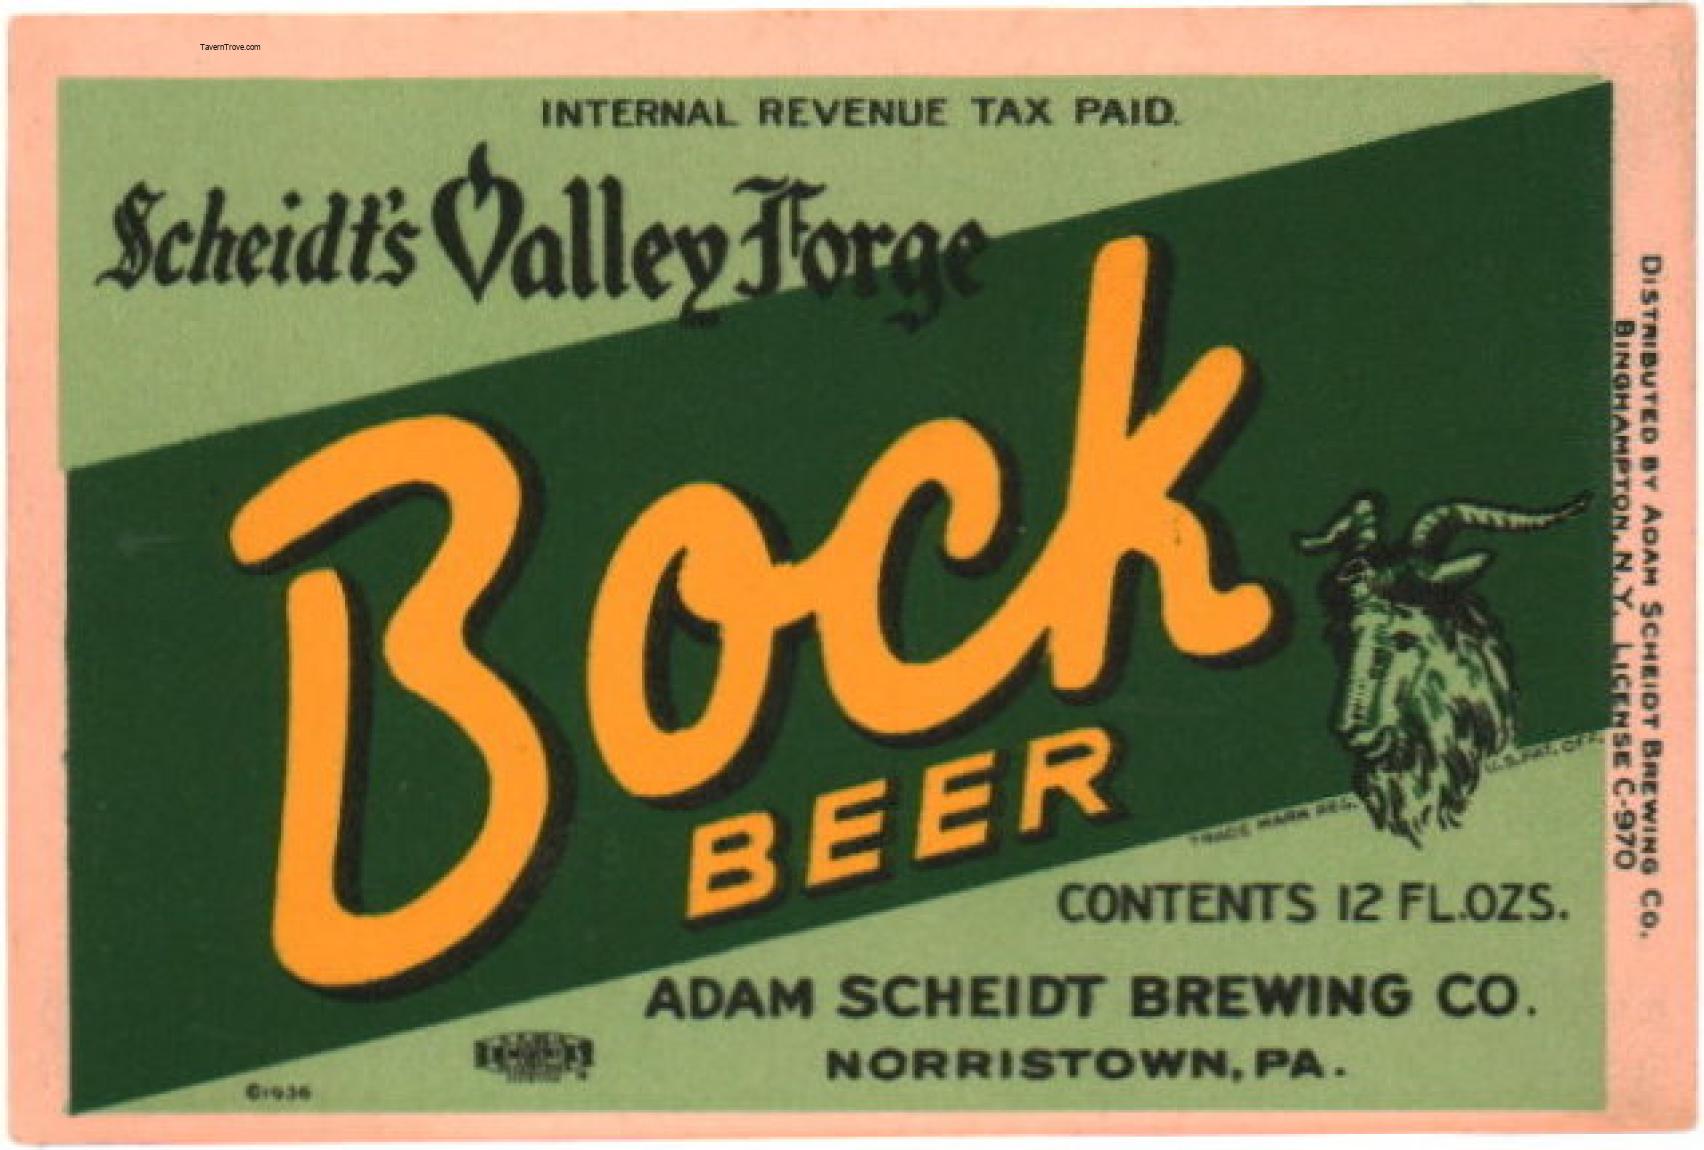 TavernTrove.com
INTERNAL REVENUE TAX PAID.
Scheidt's Valley Forge
Bock
BEER
TRADE MARK REG.
U.S. PAT. OFF.
CONTENTS 12 FL.OZS.
ADAM SCHEIDT BREWING CO.
NORRISTOWN, PA.
©1936
DISTRIBUTED BY ADAM SCHEIDT BREWING CO.
BINGHAMPTON, N.Y. LICENSE C-970